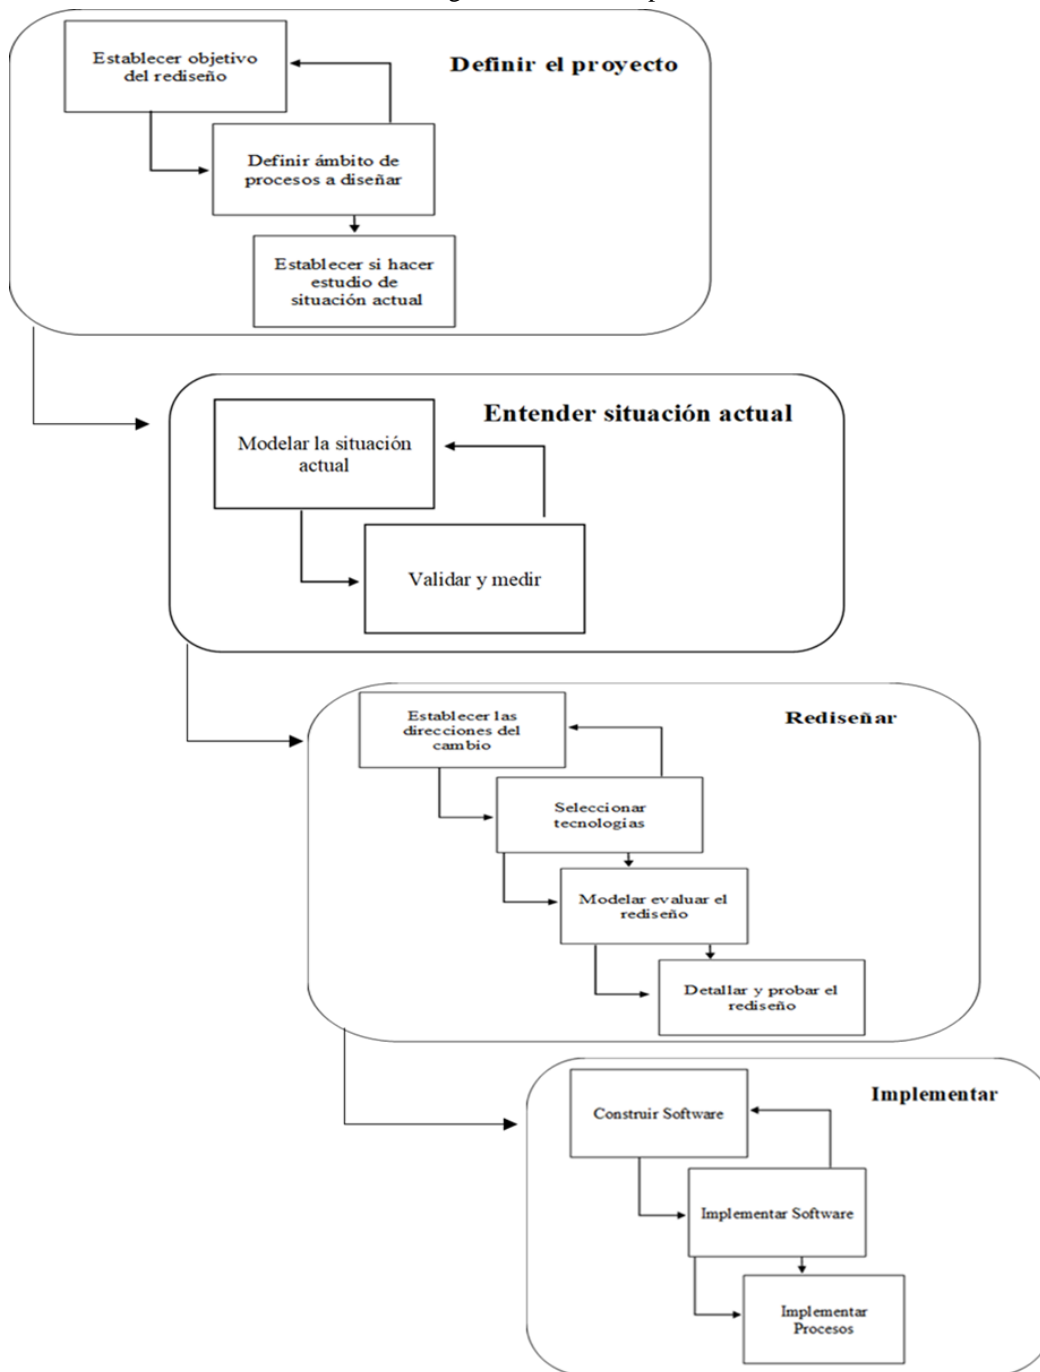 Definir el proyecto
Establecer objetivo
del rediseño
Definir ámbito de
procesos a diseñar
Establecer si hacer
estudio de
situación actual
Entender situación actual
Modelar la situación
actual
Validar y medir
Rediseñar
Establecer las
direcciones del
cambio
Seleccionar
tecnologias
Modelar evaluar el
rediseño
Detallar y probar el
rediseño
Implementar
Construir Software
Implementar Software
Implementar
Procesos